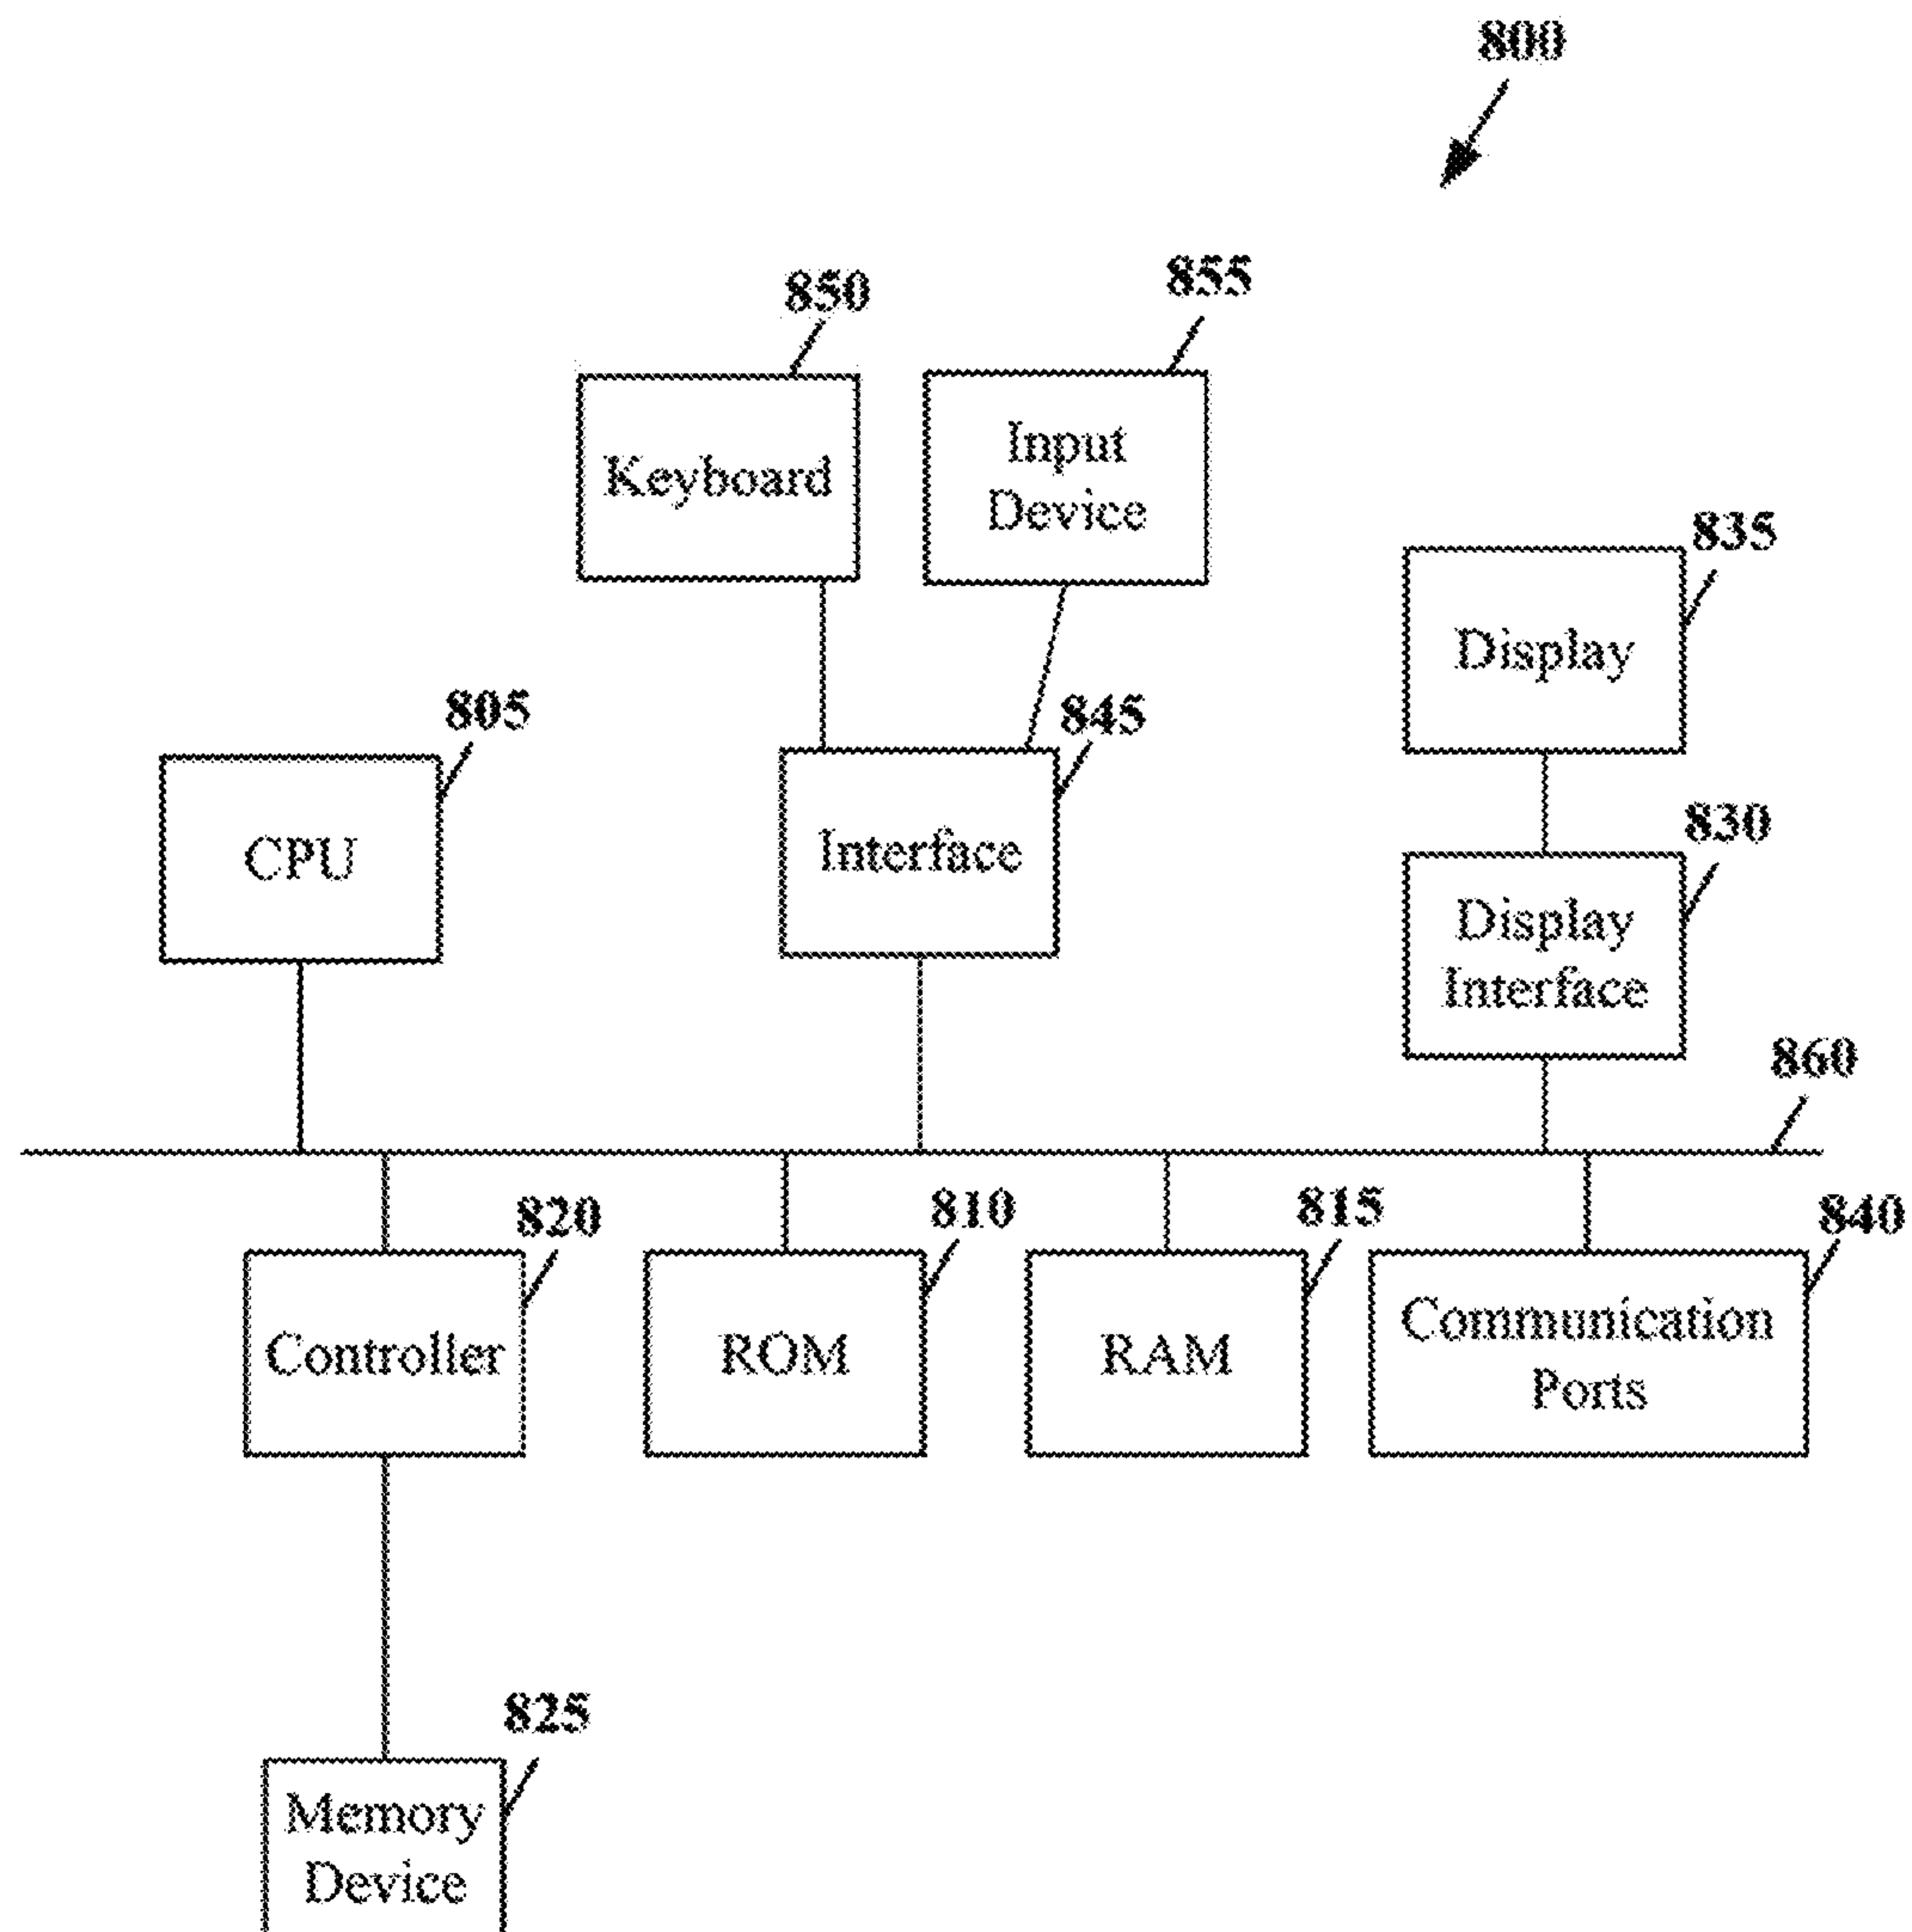 800
850
855
Keyboard
Input
Device
835
Display
805
845
CPU
Interface
830
Display
Interface
860
820
810
815
840
Controller
ROM
RAM
Communication
Ports
825
Memory
Device